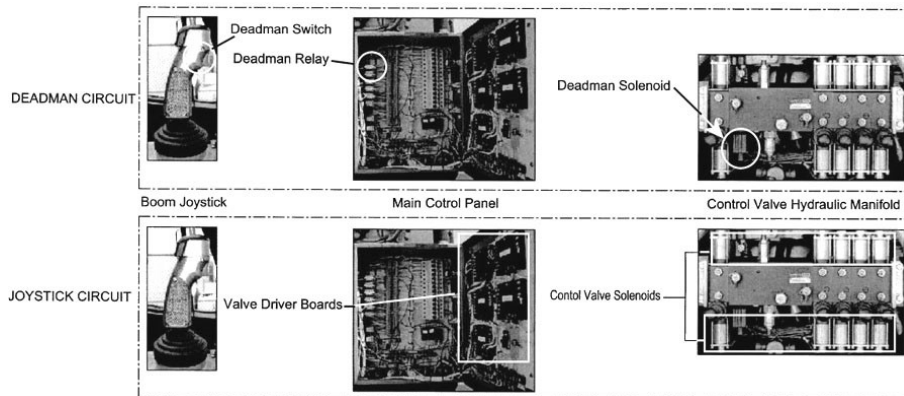 Deadman Switch
Deadman Relay
DEADMAN CIRCUIT
Deadman Solenoid
Boom Joystick
Main Cotrol Panel
Control Valve Hydraulic Manifold
JOYSTICK CIRCUIT
Valve Driver Boards
Contol Valve Solenoids